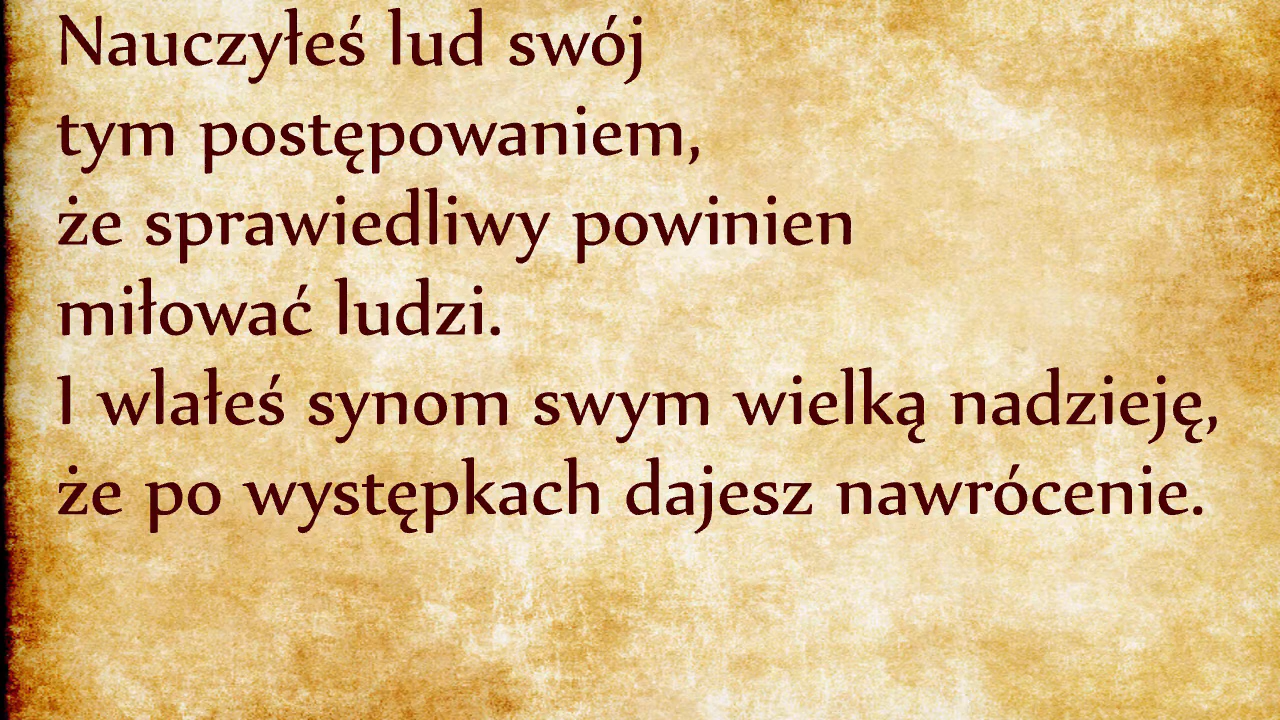 Nauczyłeś lud swój
tym postępowaniem,
że sprawiedliwy powinien
miłować ludzi.
I wlałeś synom swym wielką nadzieję,
że po występkach dajesz nawrócenie.